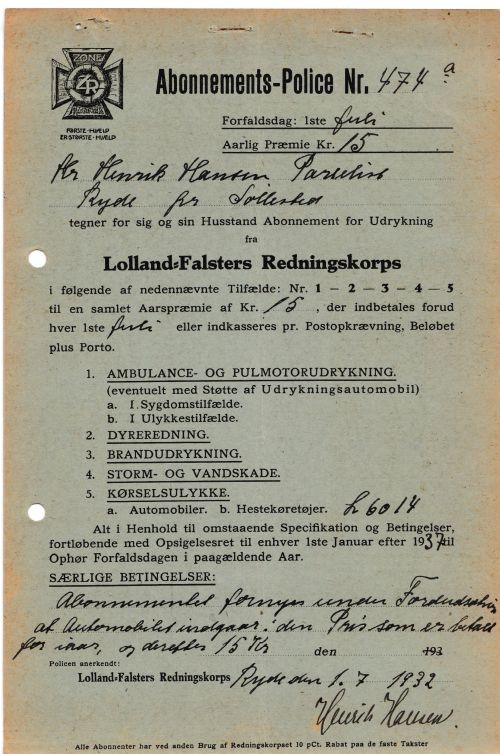 ZONE
ZR
REDNINGSKORPS
FØRSTE-HJÆLP
ER STØRSTE-HJÆLP
Abonnements-Police Nr. 474 a
Forfaldsdag: 1ste Juli
Aarlig Præmie Kr. 15
Hr Henrik Hansen Parcelist
Ryde pr Søllested
tegner for sig og sin Husstand Abonnement for Udrykning
fra
Lolland-Falsters Redningskorps
i følgende af nedennævnte Tilfælde: Nr. 1 — 2 — 3 — 4 — 5
til en samlet Aarspræmie af Kr. 15, der indbetales forud
hver 1ste Juli eller indkasseres pr. Postopkrævning, Beløbet
plus Porto.
1. AMBULANCE- OG PULMOTORUDRYKNING.
(eventuelt med Støtte af Udrykningsautomobil)
a. I Sygdomstilfælde.
b. I Ulykkestilfælde.
2. DYREREDNING.
3. BRANDUDRYKNING.
4. STORM- OG VANDSKADE.
5. KØRSELSULYKKE.
a. Automobiler. b. Hestekøretøjer. L 6014
Alt i Henhold til omstaaende Specifikation og Betingelser,
fortløbende med Opsigelsesret til enhver 1ste Januar efter 1937 til
Ophør Forfaldsdagen i paagældende Aar.
SÆRLIGE BETINGELSER:
Abonnementet fornyes under Forudsætning
at Automobilet indgaar i den Pris som er betalt
for iaar, og derefter 15 Kr den 193
Policen anerkendt:
Lolland-Falsters Redningskorps Ryde den 1. 7 1932
Henrik Hansen.
Alle Abonnenter har ved anden Brug af Redningskorpset 10 pCt. Rabat paa de faste Takster